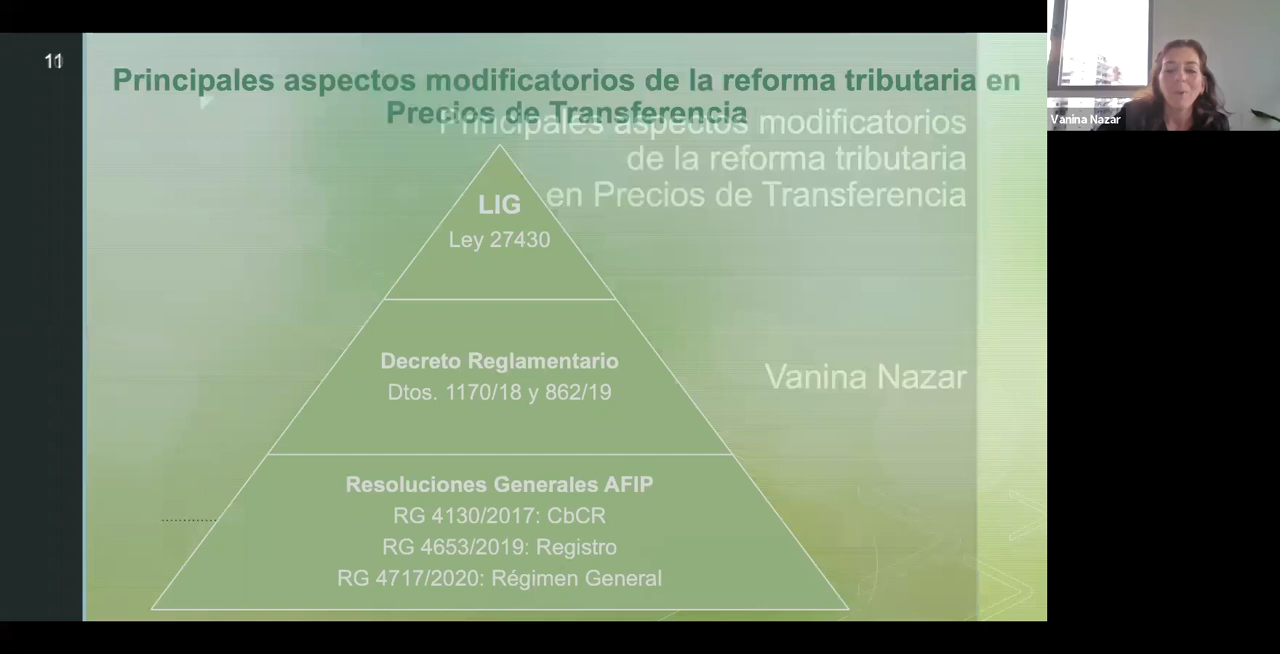 11
Principales aspectos modificatorios de la reforma tributaria en
Precios de Transferencia
Principales aspectos modificatorios
de la reforma tributaria
en Precios de Transferencia
LIG
Ley 27430
Decreto Reglamentario
Dtos. 1170/18 y 862/19
Vanina Nazar
Resoluciones Generales AFIP
RG 4130/2017: CbCR
RG 4653/2019: Registro
RG 4717/2020: Régimen General
Vanina Nazar